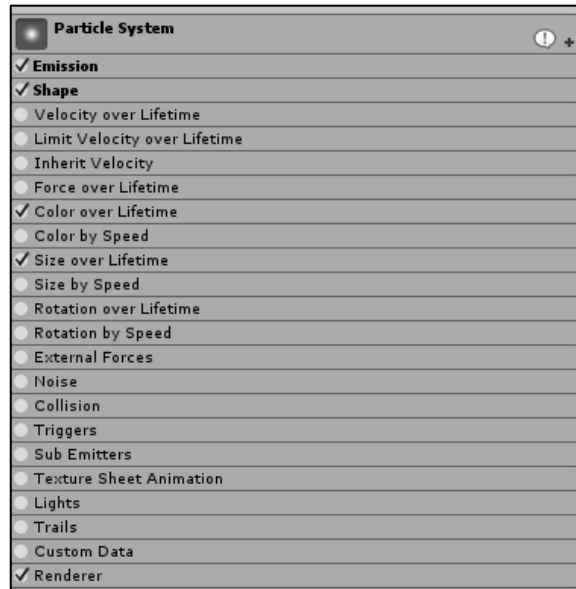 Particle System
Emission
Shape
Velocity over Lifetime
Limit Velocity over Lifetime
Inherit Velocity
Force over Lifetime
Color over Lifetime
Color by Speed
Size over Lifetime
Size by Speed
Rotation over Lifetime
Rotation by Speed
External Forces
Noise
Collision
Triggers
Sub Emitters
Texture Sheet Animation
Lights
Trails
Custom Data
Renderer